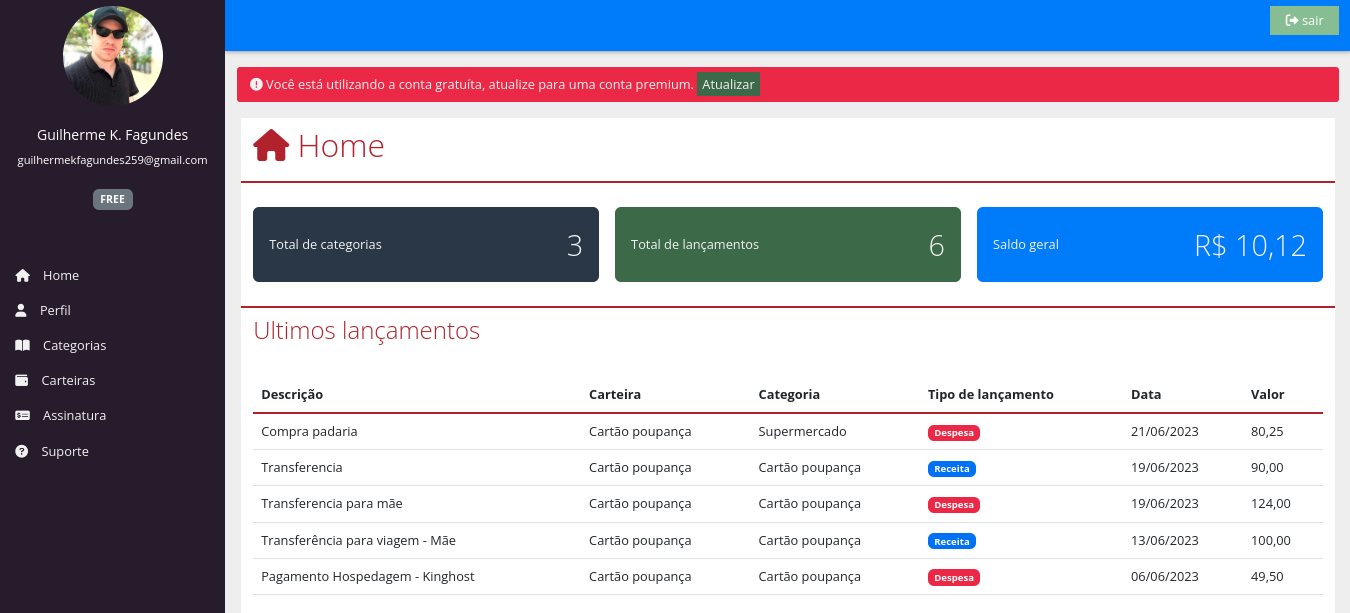 sair
Você está utilizando a conta gratuíta, atualize para uma conta premium. Atualizar
Guilherme K. Fagundes
guilhermekfagundes259@gmail.com
FREE
Home
Perfil
Categorias
Carteiras
Assinatura
Suporte
Home
Total de categorias 3
Total de lançamentos 6
Saldo geral R$ 10,12
Ultimos lançamentos
Descrição Carteira Categoria Tipo de lançamento Data Valor
Compra padaria Cartão poupança Supermercado Despesa 21/06/2023 80,25
Transferencia Cartão poupança Cartão poupança Receita 19/06/2023 90,00
Transferencia para mãe Cartão poupança Cartão poupança Despesa 19/06/2023 124,00
Transferência para viagem - Mãe Cartão poupança Cartão poupança Receita 13/06/2023 100,00
Pagamento Hospedagem - Kinghost Cartão poupança Cartão poupança Despesa 06/06/2023 49,50